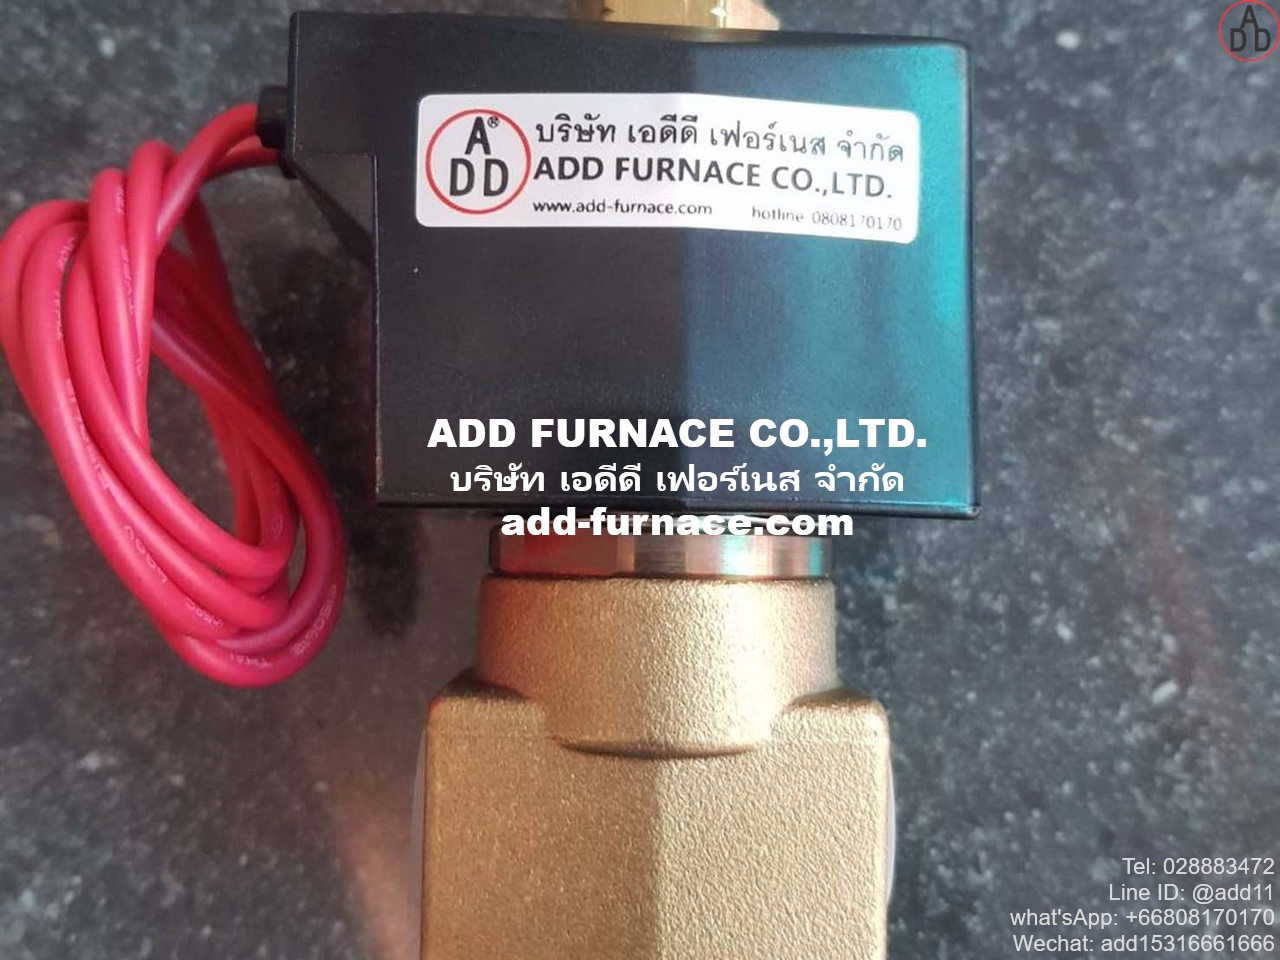 A
DD
A®
DD
บริษัท เอดีดี เฟอร์เนส จำกัด
ADD FURNACE CO.,LTD.
www.add-furnace.com hotline 0808170170
ADD FURNACE CO.,LTD.
บริษัท เอดีดี เฟอร์เนส จำกัด
add-furnace.com
Tel: 028883472
Line ID: @add11
what'sApp: +66808170170
Wechat: add15316661666